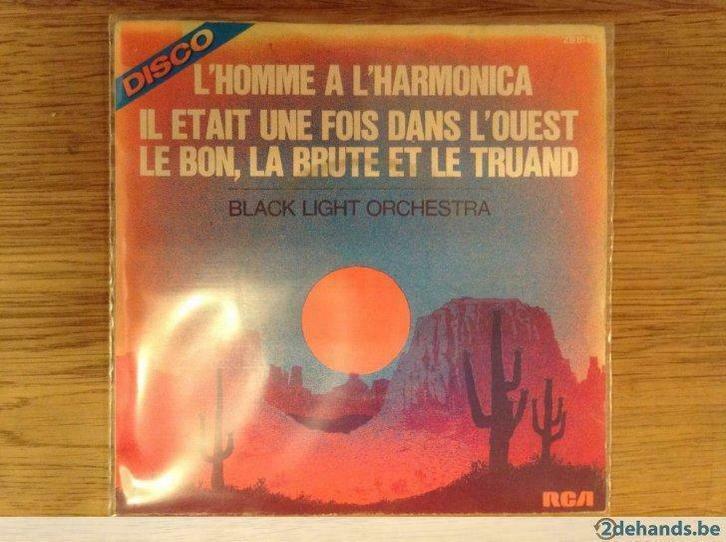 DISCO
L'HOMME A L'HARMONICA
IL ETAIT UNE FOIS DANS L'OUEST
LE BON, LA BRUTE ET LE TRUAND
BLACK LIGHT ORCHESTRA
RCA
2dehands.be